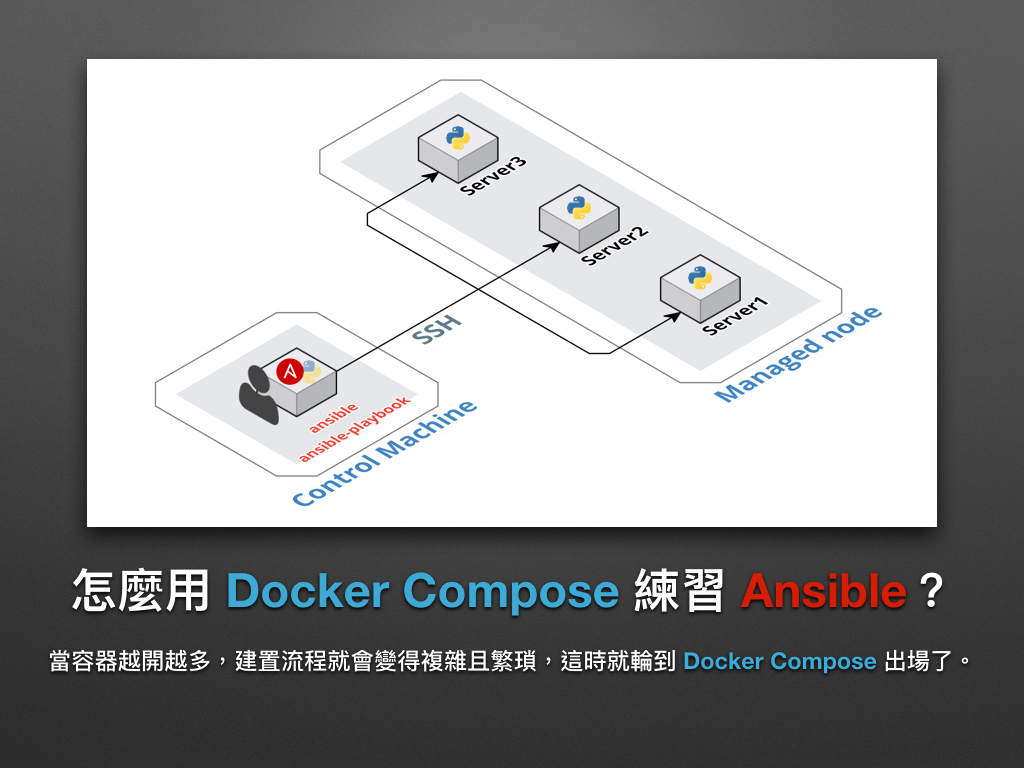 Server3
Server2
Server1
SSH
Managed node
ansible
ansible-playbook
Control Machine
怎麼用 Docker Compose 練習 Ansible？
當容器越開越多，建置流程就會變得複雜且繁瑣，這時就輪到 Docker Compose 出場了。